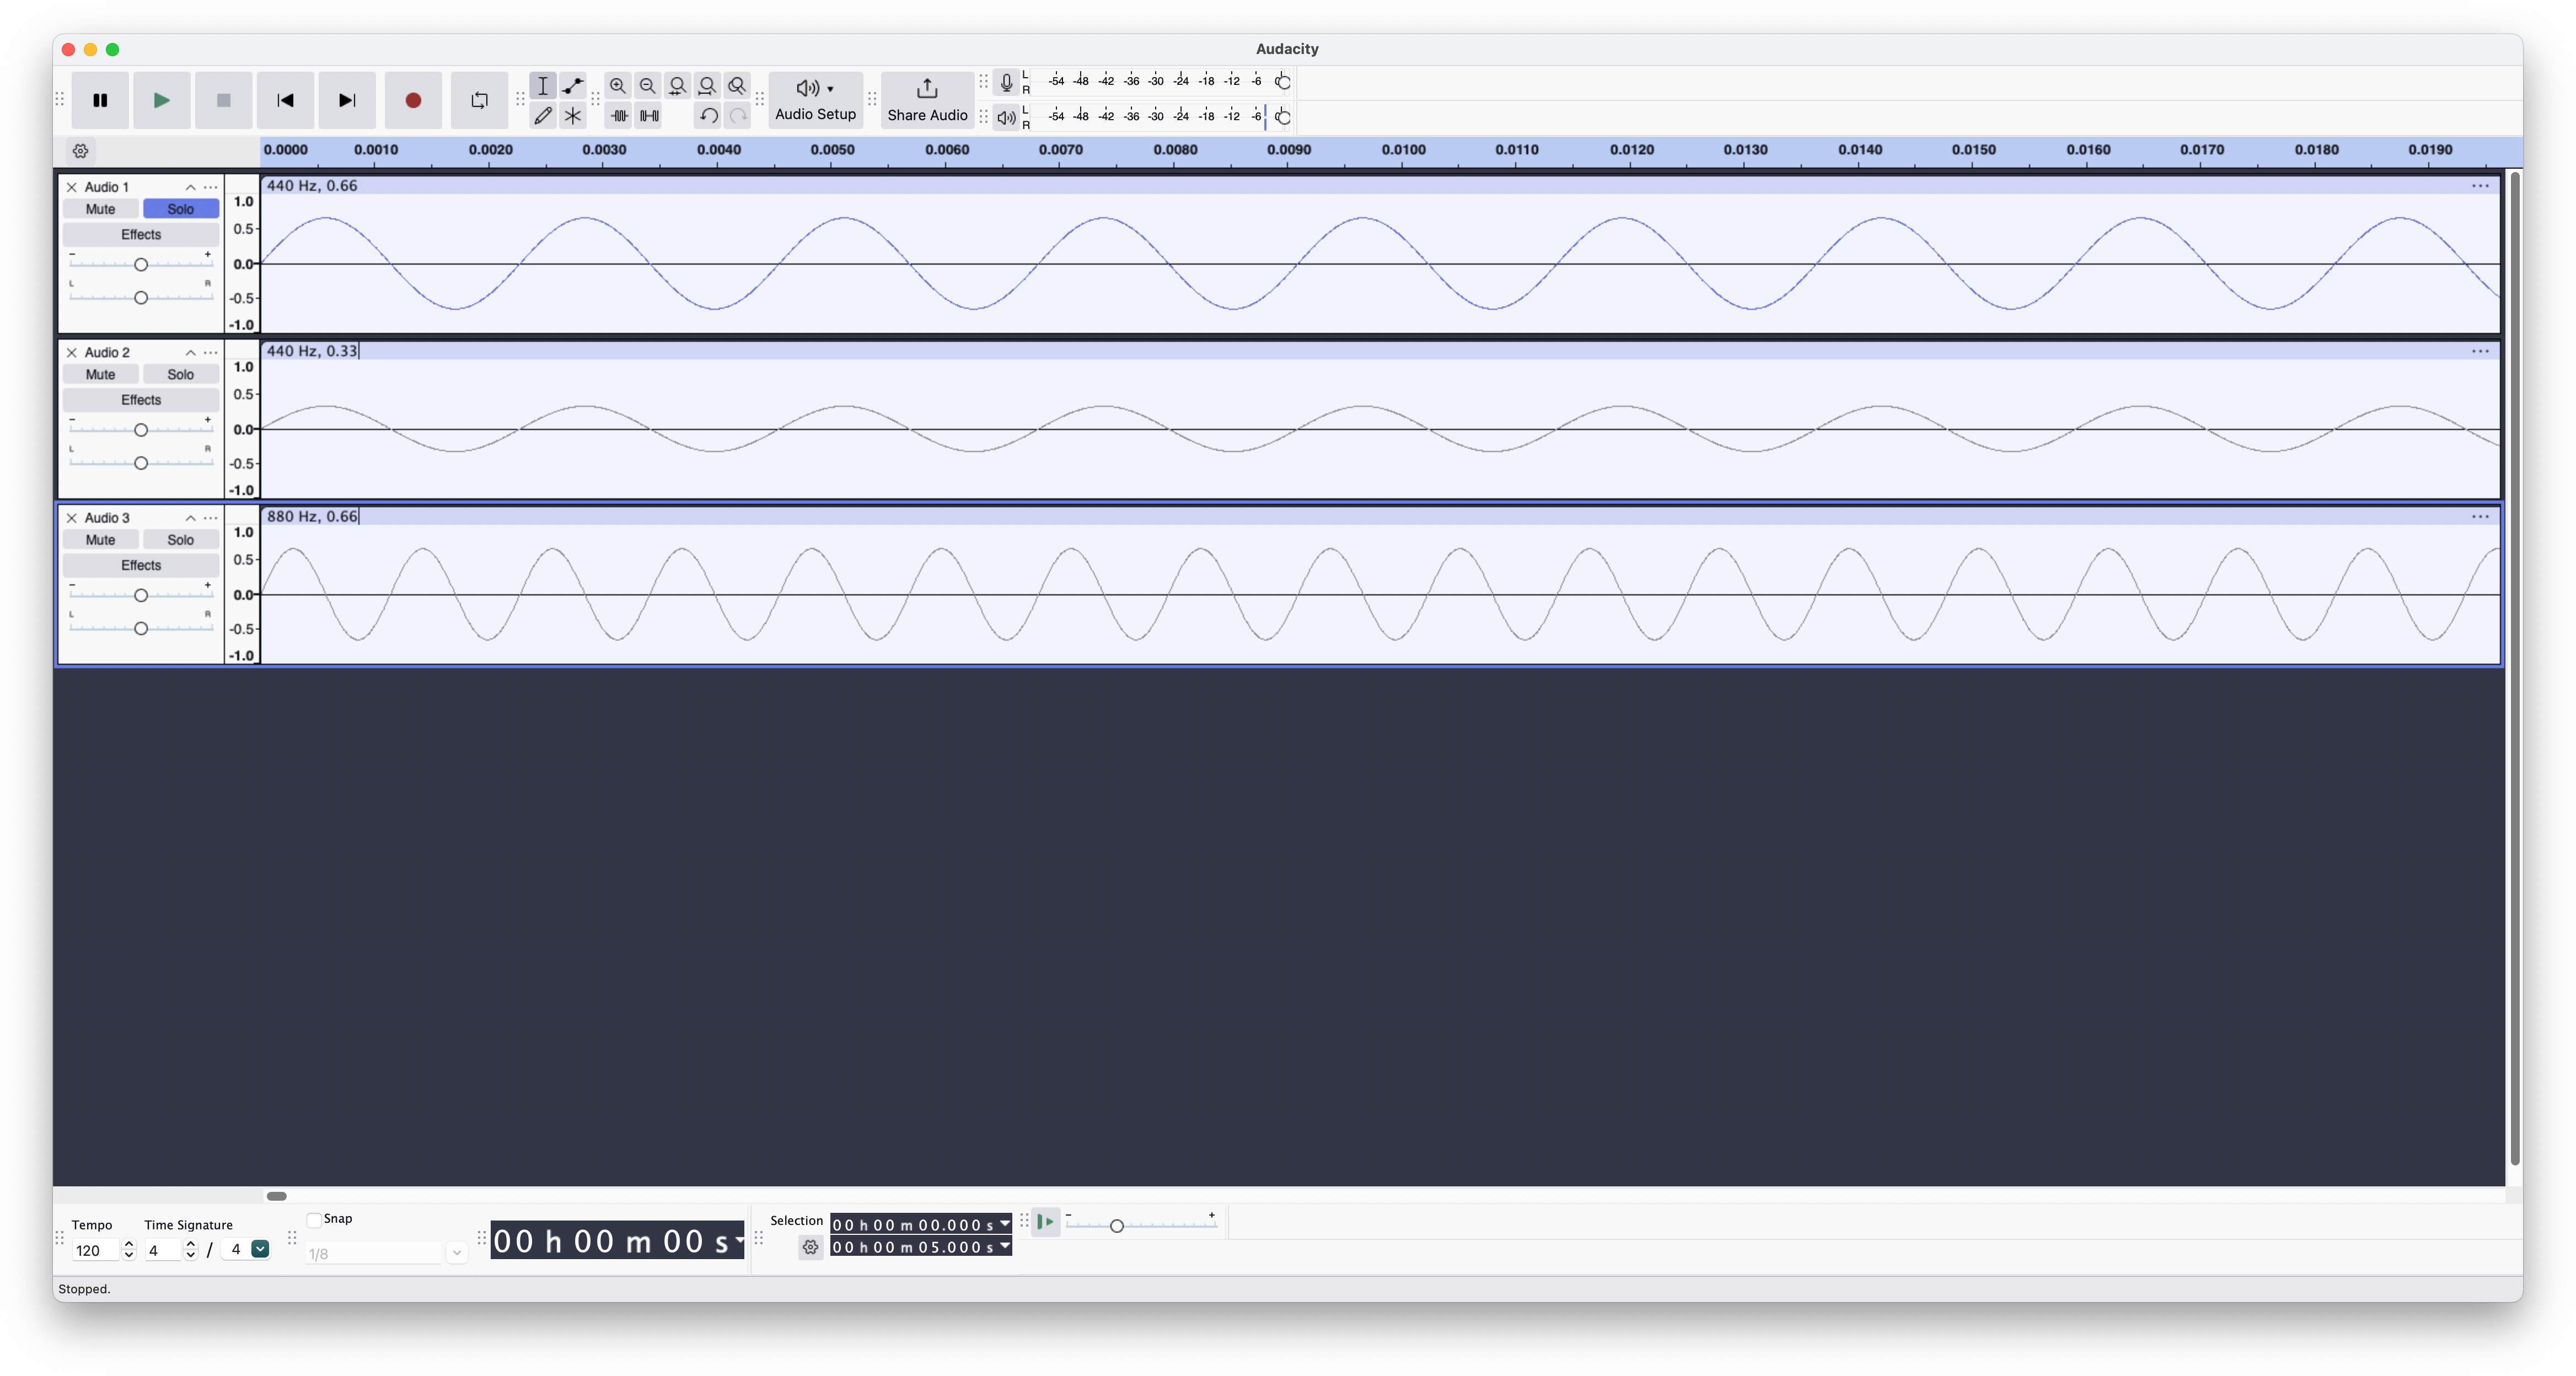 Audacity
Audio Setup
Share Audio
L
R
-54 -48 -42 -36 -30 -24 -18 -12 -6 0
L
R
-54 -48 -42 -36 -30 -24 -18 -12 -6 0
0.0000 0.0010 0.0020 0.0030 0.0040 0.0050 0.0060 0.0070 0.0080 0.0090 0.0100 0.0110 0.0120 0.0130 0.0140 0.0150 0.0160 0.0170 0.0180 0.0190
Audio 1
Mute Solo
Effects
- +
L R
1.0
0.5
0.0
-0.5
-1.0
440 Hz, 0.66
Audio 2
Mute Solo
Effects
- +
L R
1.0
0.5
0.0
-0.5
-1.0
440 Hz, 0.33
Audio 3
Mute Solo
Effects
- +
L R
1.0
0.5
0.0
-0.5
-1.0
880 Hz, 0.66
Tempo
120
Time Signature
4 / 4
Snap
1/8
00 h 00 m 00 s
Selection
00 h 00 m 00.000 s
00 h 00 m 05.000 s
- +
Stopped.